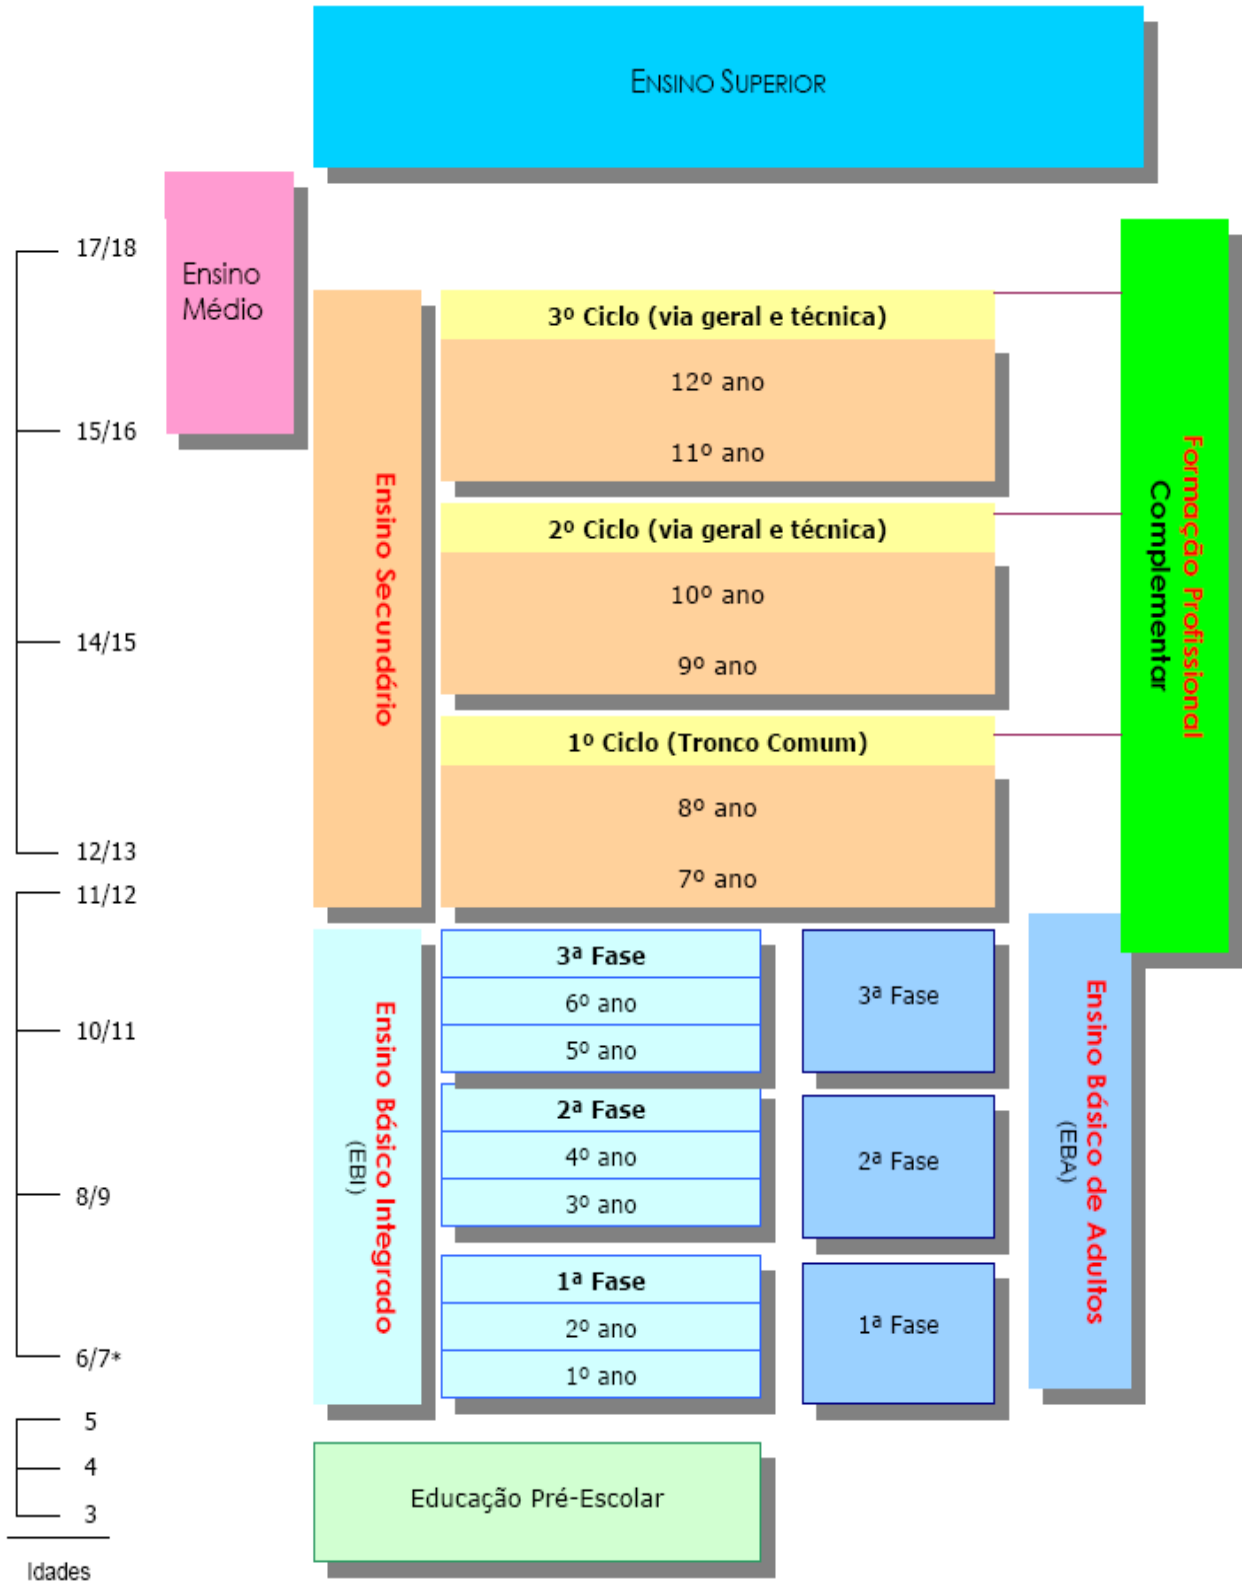 ENSINO SUPERIOR
17/18
Ensino
Médio
3º Ciclo (via geral e técnica)
12º ano
15/16
11º ano
Ensino Secundário
2º Ciclo (via geral e técnica)
10º ano
14/15
9º ano
1º Ciclo (Tronco Comum)
8º ano
12/13
7º ano
Formação Profissional
Complementar
11/12
3ª Fase
6º ano
10/11
5º ano
Ensino Básico Integrado
(EBI)
2ª Fase
4º ano
8/9
3º ano
1ª Fase
2º ano
6/7*
1º ano
3ª Fase
2ª Fase
1ª Fase
Ensino Básico de Adultos
(EBA)
5
4
3
Educação Pré-Escolar
Idades